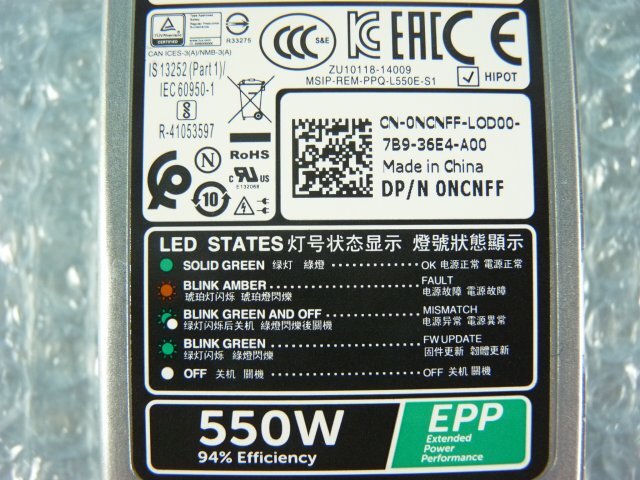 R33275
S&E
CAN ICES-3(A)/NMB-3(A)
ZU10118-14009
MSIP-REM-PPQ-L550E-S1
HIPOT
IS 13252 (Part 1)/
IEC 60950-1
R-41053597
CN-0NCNFF-LOD00-
7B9-36E4-A00
Made in China
DP/N 0NCNFF
RoHS
US
E132068
10
LED STATES 灯号状态显示 燈號狀態顯示
SOLID GREEN 绿灯 綠燈 OK 电源正常 電源正常
BLINK AMBER FAULT
琥珀灯闪烁 琥珀燈閃爍 电源故障 電源故障
BLINK GREEN AND OFF MISMATCH
绿灯闪烁后关机 綠燈閃爍後關機 电源异常 電源異常
BLINK GREEN FW UPDATE
绿灯闪烁 綠燈閃爍 固件更新 韌體更新
OFF 关机 關機 OFF 关机 關機
550W
94% Efficiency
EPP
Extended
Power
Performance